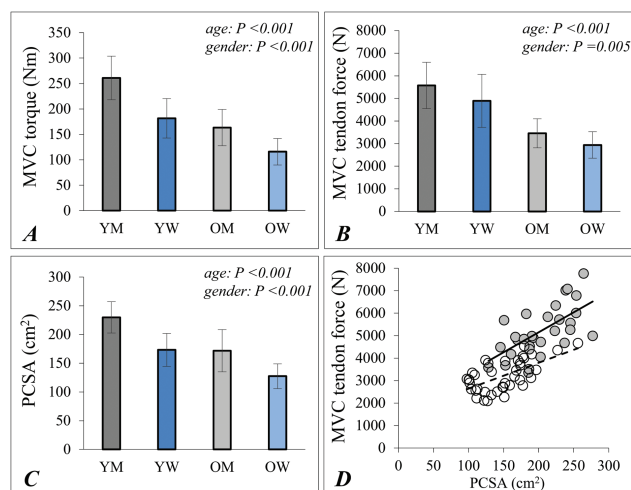 age: P <0.001
gender: P <0.001
MVC torque (Nm)
300
250
200
150
100
50
0
YM YW OM OW
A
age: P <0.001
gender: P =0.005
MVC tendon force (N)
8000
7000
6000
5000
4000
3000
2000
1000
0
YM YW OM OW
B
age: P <0.001
gender: P <0.001
PCSA (cm²)
300
250
200
150
100
50
0
YM YW OM OW
C
MVC tendon force (N)
8000
7000
6000
5000
4000
3000
2000
1000
0
0 50 100 150 200 250 300
PCSA (cm²)
D